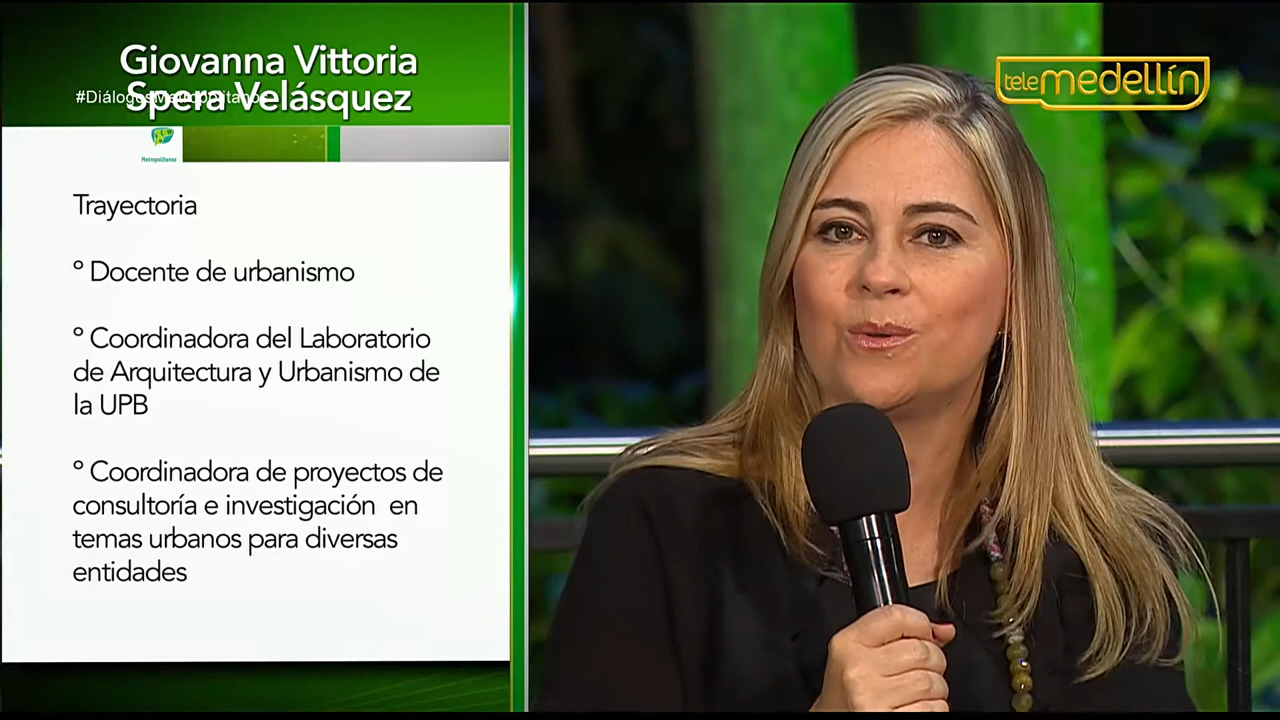 Giovanna Vittoria
Spera Velásquez
#DiálogosMetropolitanos
Metropolitanos
Trayectoria
º Docente de urbanismo
º Coordinadora del Laboratorio
de Arquitectura y Urbanismo de
la UPB
º Coordinadora de proyectos de
consultoría e investigación en
temas urbanos para diversas
entidades
telemedellín